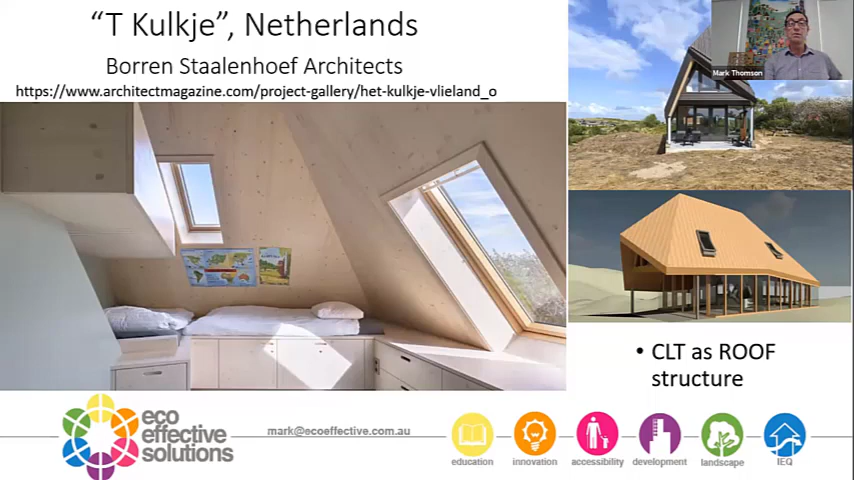 “T Kulkje”, Netherlands
Borren Staalenhoef Architects
https://www.architectmagazine.com/project-gallery/het-kulkje-vlieland_o
Mark Thomson
• CLT as ROOF
structure
eco
effective
solutions
mark@ecoeffective.com.au
education
innovation
accessibility
development
landscape
IEQ